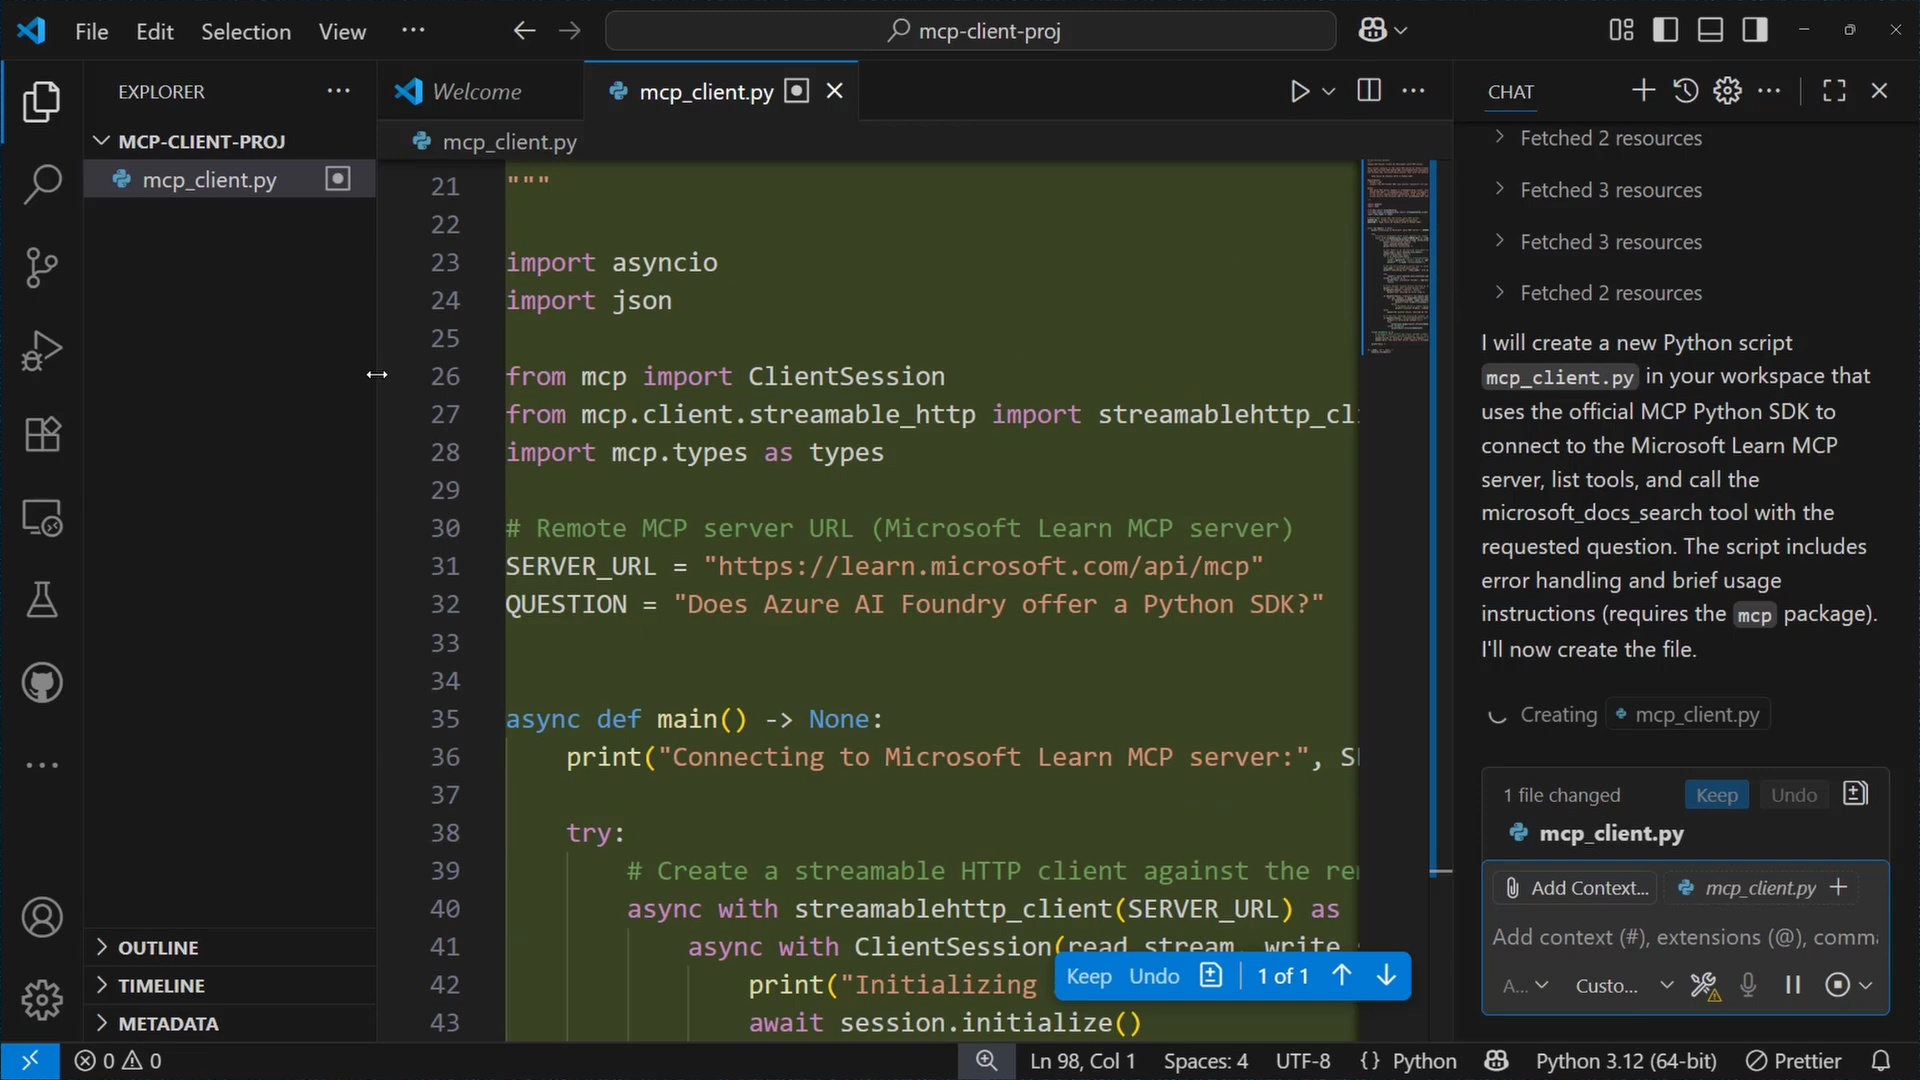 File Edit Selection View ··· mcp-client-proj
EXPLORER ···
MCP-CLIENT-PROJ
mcp_client.py
OUTLINE
TIMELINE
METADATA
Welcome mcp_client.py
mcp_client.py
21 """
22
23 import asyncio
24 import json
25
26 from mcp import ClientSession
27 from mcp.client.streamable_http import streamablehttp_cl
28 import mcp.types as types
29
30 # Remote MCP server URL (Microsoft Learn MCP server)
31 SERVER_URL = "https://learn.microsoft.com/api/mcp"
32 QUESTION = "Does Azure AI Foundry offer a Python SDK?"
33
34
35 async def main() -> None:
36 print("Connecting to Microsoft Learn MCP server:",
37
38 try:
39 # Create a streamable HTTP client against the
40 async with streamablehttp_client(SERVER_URL) as
41 async with ClientSession(read_stream, write
42 print("Initializing
43 await session.initialize()
Keep Undo 1 of 1
CHAT
Fetched 2 resources
Fetched 3 resources
Fetched 3 resources
Fetched 2 resources
I will create a new Python script
mcp_client.py in your workspace that
uses the official MCP Python SDK to
connect to the Microsoft Learn MCP
server, list tools, and call the
microsoft_docs_search tool with the
requested question. The script includes
error handling and brief usage
instructions (requires the mcp package).
I'll now create the file.
Creating mcp_client.py
1 file changed Keep Undo
mcp_client.py
Add Context... mcp_client.py +
Add context (#), extensions (@), comma
A... Custo...
0 0 Ln 98, Col 1 Spaces: 4 UTF-8 {} Python Python 3.12 (64-bit) Prettier